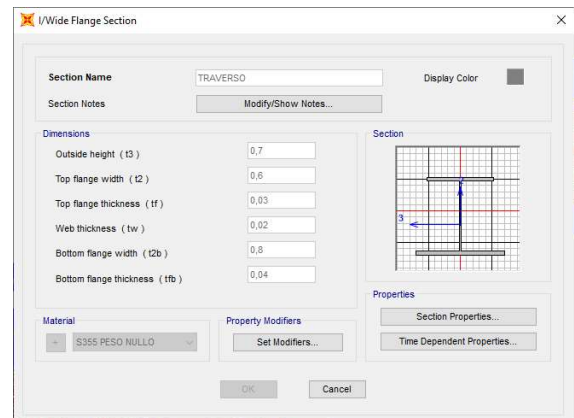 I/Wide Flange Section
Section Name TRAVERSO Display Color
Section Notes Modify/Show Notes...
Dimensions
Outside height ( t3 ) 0,7
Top flange width ( t2 ) 0,6
Top flange thickness ( tf ) 0,03
Web thickness ( tw ) 0,02
Bottom flange width ( t2b ) 0,8
Bottom flange thickness ( tfb ) 0,04
Section
2
3
Properties
Section Properties...
Time Dependent Properties...
Material
+ S355 PESO NULLO
Property Modifiers
Set Modifiers...
OK Cancel